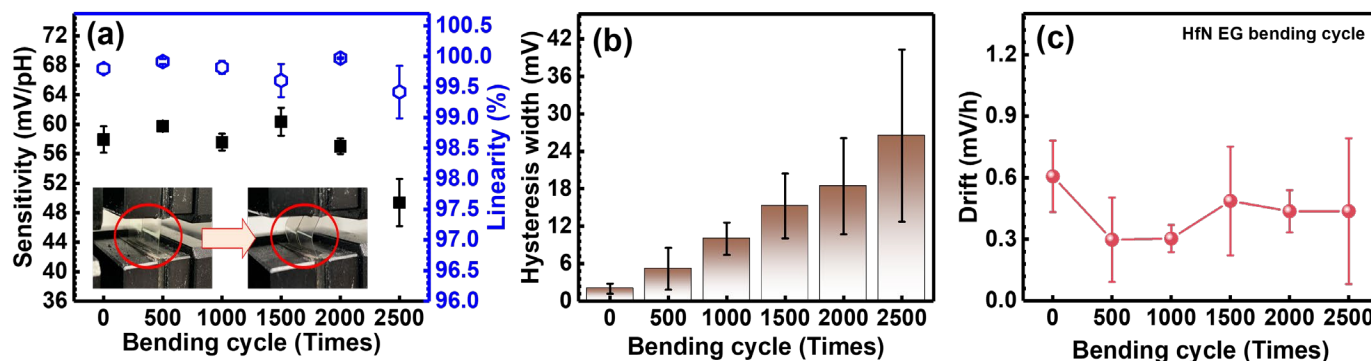 (a)
Sensitivity (mV/pH)
72
68
64
60
56
52
48
44
40
36
100.5
100.0
99.5
99.0
98.5
98.0
97.5
97.0
96.5
96.0
Linearity (%)
0 500 1000 1500 2000 2500
Bending cycle (Times)
(b)
Hysteresis width (mV)
42
36
30
24
18
12
6
0
0 500 1000 1500 2000 2500
Bending cycle (Times)
(c)
HfN EG bending cycle
Drift (mV/h)
1.2
0.9
0.6
0.3
0.0
0 500 1000 1500 2000 2500
Bending cycle (Times)